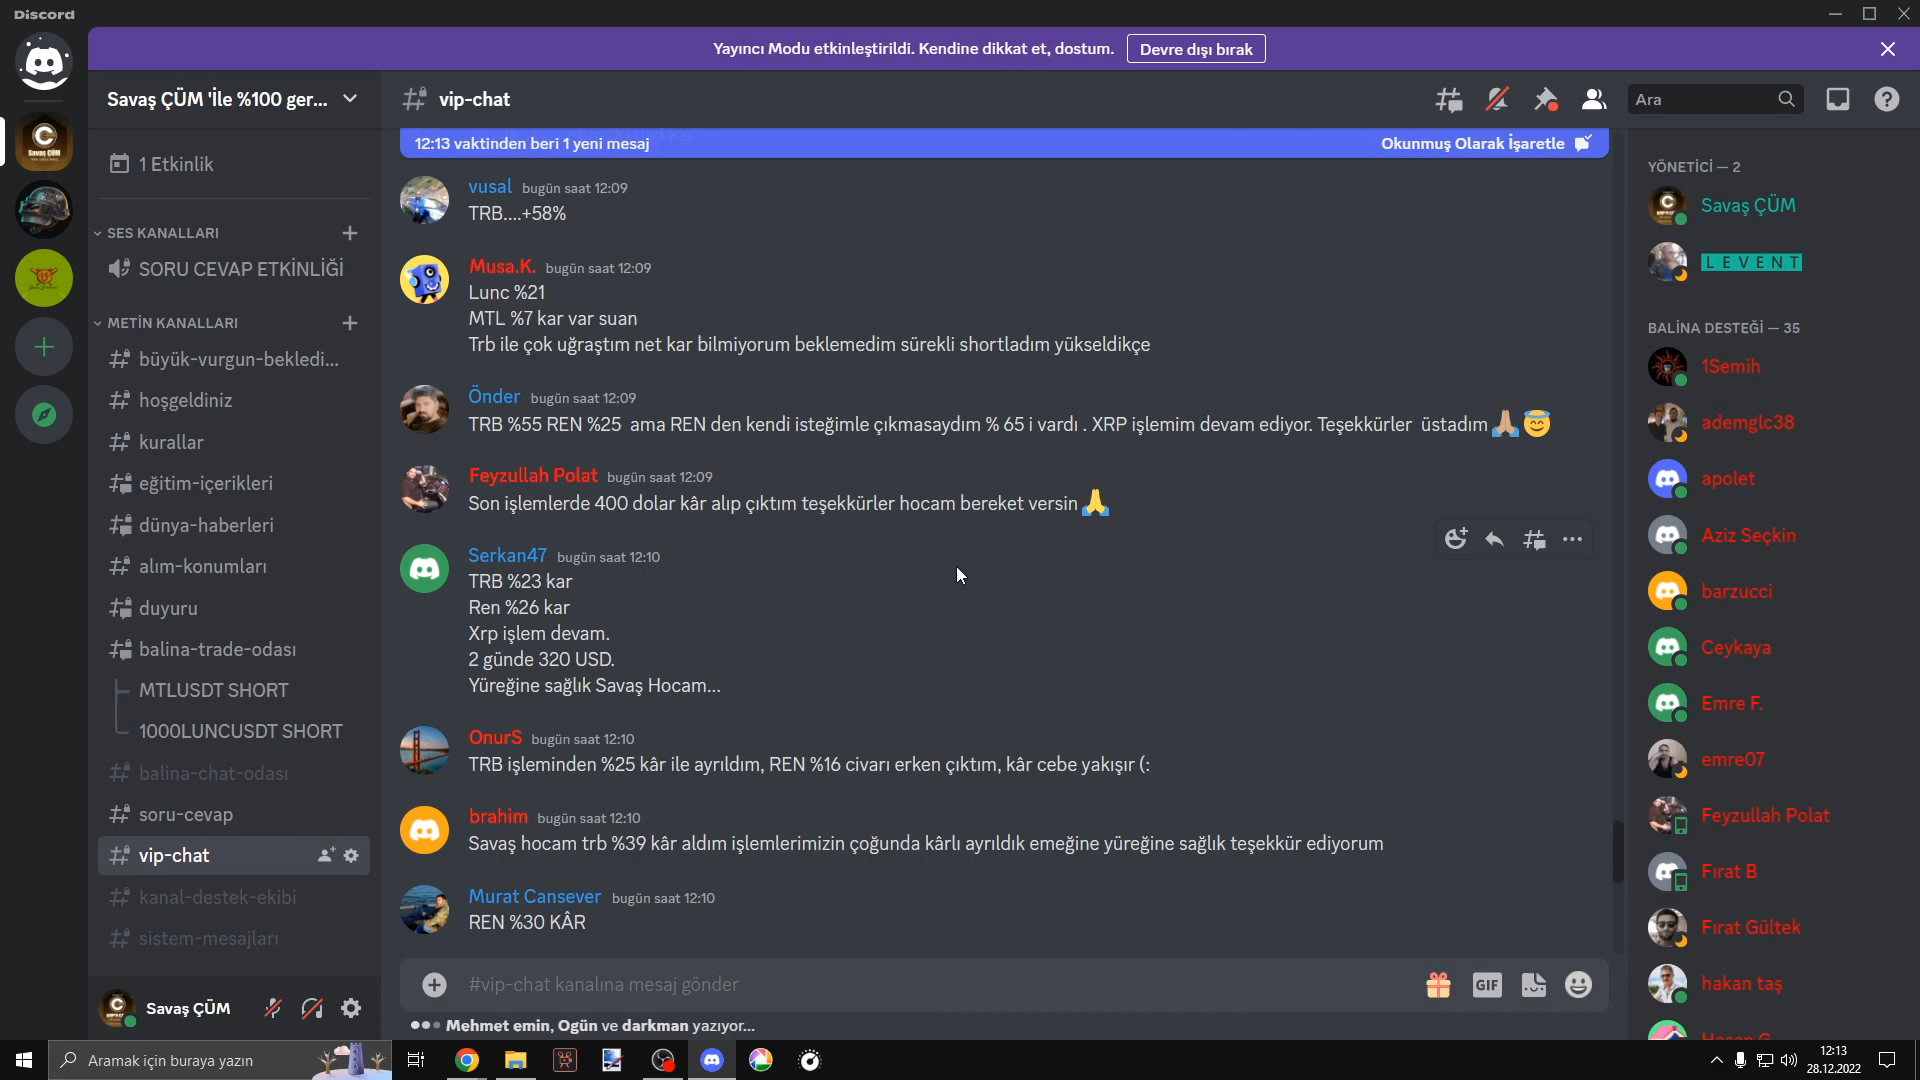 Discord
Yayıncı Modu etkinleştirildi. Kendine dikkat et, dostum.
Devre dışı bırak
Savaş ÇÜM 'İle %100 ger...
1 Etkinlik
SES KANALLARI
SORU CEVAP ETKİNLİĞİ
METİN KANALLARI
büyük-vurgun-bekledi...
hoşgeldiniz
kurallar
eğitim-içerikleri
dünya-haberleri
alım-konumları
duyuru
balina-trade-odası
MTLUSDT SHORT
1000LUNCUSDT SHORT
balina-chat-odası
soru-cevap
vip-chat
kanal-destek-ekibi
sistem-mesajları
Savaş ÇÜM
vip-chat
Ara
12:13 vaktinden beri 1 yeni mesaj
Okunmuş Olarak İşaretle
vusal bugün saat 12:09
TRB....+58%
Musa.K. bugün saat 12:09
Lunc %21
MTL %7 kar var suan
Trb ile çok uğraştım net kar bilmiyorum beklemedim sürekli shortladım yükseldikçe
Önder bugün saat 12:09
TRB %55 REN %25 ama REN den kendi isteğimle çıkmasaydım % 65 i vardı . XRP işlemim devam ediyor. Teşekkürler üstadım🙏🏽😇
Feyzullah Polat bugün saat 12:09
Son işlemlerde 400 dolar kâr alıp çıktım teşekkürler hocam bereket versin🙏
Serkan47 bugün saat 12:10
TRB %23 kar
Ren %26 kar
Xrp işlem devam.
2 günde 320 USD.
Yüreğine sağlık Savaş Hocam...
OnurS bugün saat 12:10
TRB işleminden %25 kâr ile ayrıldım, REN %16 civarı erken çıktım, kâr cebe yakışır (:
brahim bugün saat 12:10
Savaş hocam trb %39 kâr aldım işlemlerimizin çoğunda kârlı ayrıldık emeğine yüreğine sağlık teşekkür ediyorum
Murat Cansever bugün saat 12:10
REN %30 KÂR
#vip-chat kanalına mesaj gönder
GIF
Mehmet emin, Ogün ve darkman yazıyor...
YÖNETİCİ — 2
Savaş ÇÜM
L E V E N T
BALİNA DESTEĞİ — 35
1Semih
ademglc38
apolet
Aziz Seçkin
barzucci
Ceykaya
Emre F.
emre07
Feyzullah Polat
Fırat B
Fırat Gültek
hakan taş
Aramak için buraya yazın
12:13
28.12.2022